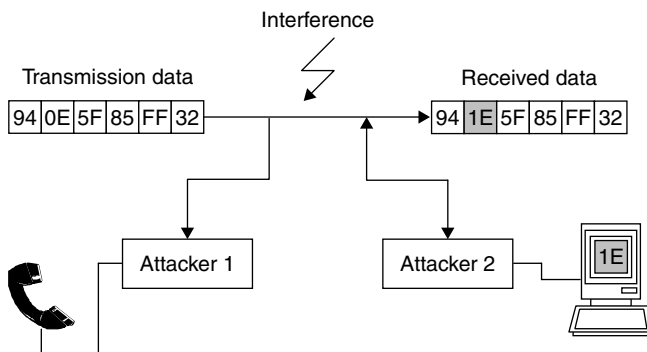 Interference
Transmission data
Received data
94 0E 5F 85 FF 32
94 1E 5F 85 FF 32
Attacker 1
Attacker 2
1E